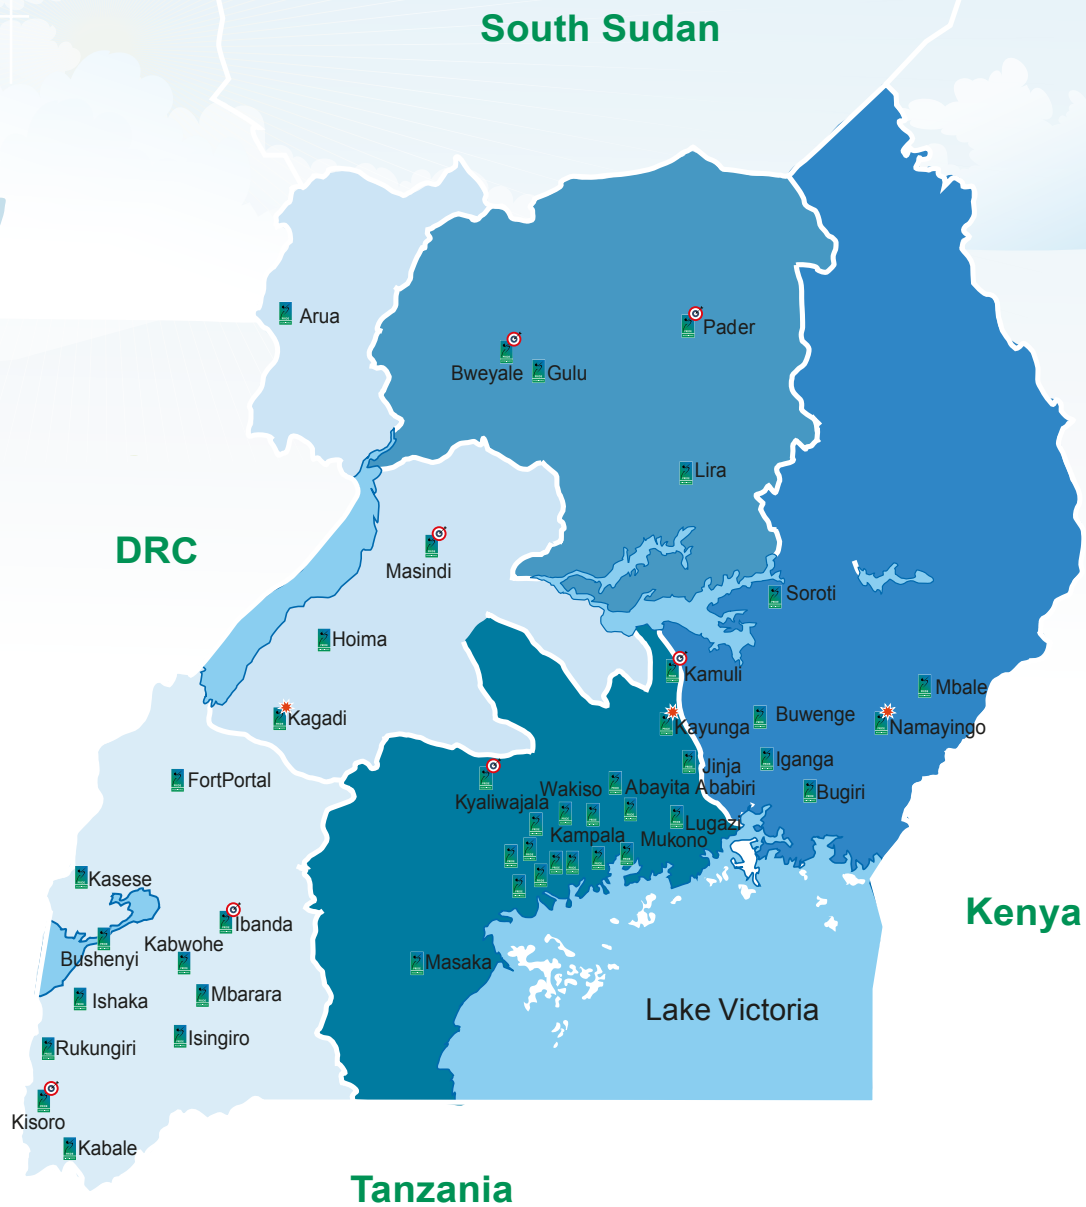 South Sudan
Arua
Pader
Bweyale
Gulu
Lira
DRC
Masindi
Soroti
Hoima
Kamuli
Mbale
Kagadi
Kayunga
Buwenge
Namayingo
FortPortal
Jinja
Iganga
Kyaliwajala
Wakiso
Abayita Ababiri
Bugiri
Kampala
Lugazi
Mukono
Kasese
Kenya
Ibanda
Kabwohe
Bushenyi
Masaka
Ishaka
Mbarara
Lake Victoria
Isingiro
Rukungiri
Kisoro
Kabale
Tanzania